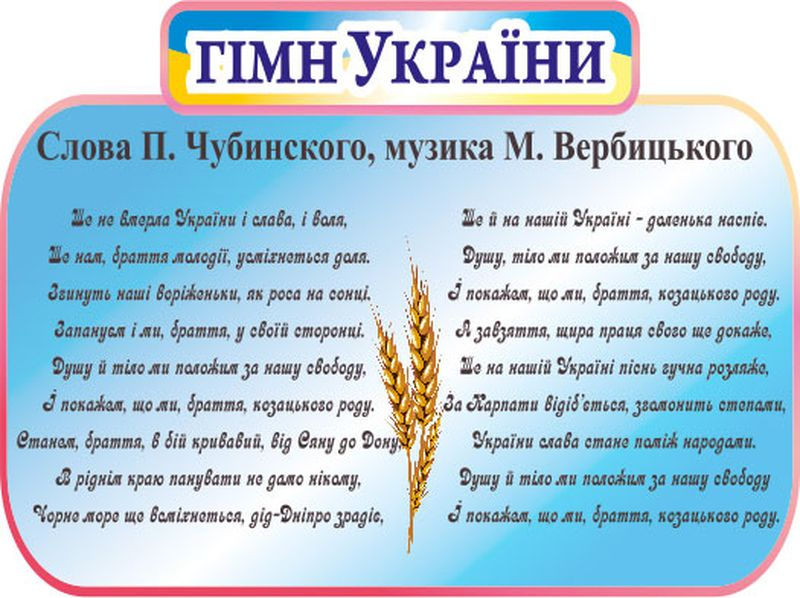 ГІМН УКРАЇНИ
Слова П. Чубинского, музика М. Вербицького
Ще не вмерла України і слава, і воля,
Ще нам, браття молодії, усміхнеться доля.
Згинуть наші воріженьки, як роса на сонці.
Запануєм і ми, браття, у своїй сторонці.
Душу й тіло ми положим за нашу свободу,
І покажем, що ми, браття, козацького роду.
Станем, браття, в бій кривавий, від Сяну до Дону,
В ріднім краю панувати не дамо нікому,
Чорне море ще всміхнеться, дід-Дніпро зрадіє,
Ще й на нашій Україні - доленька наспіє.
Душу, тіло ми положим за нашу свободу,
І покажем, що ми, браття, козацького роду.
А завзяття, щира праця свого ще докаже,
Ще на нашій Україні піснь гучна розляже,
За Карпати відіб'ється, згомонить степами,
України слава стане поміж народами.
Душу й тіло ми положим за нашу свободу
І покажем, що ми, браття, козацького роду.